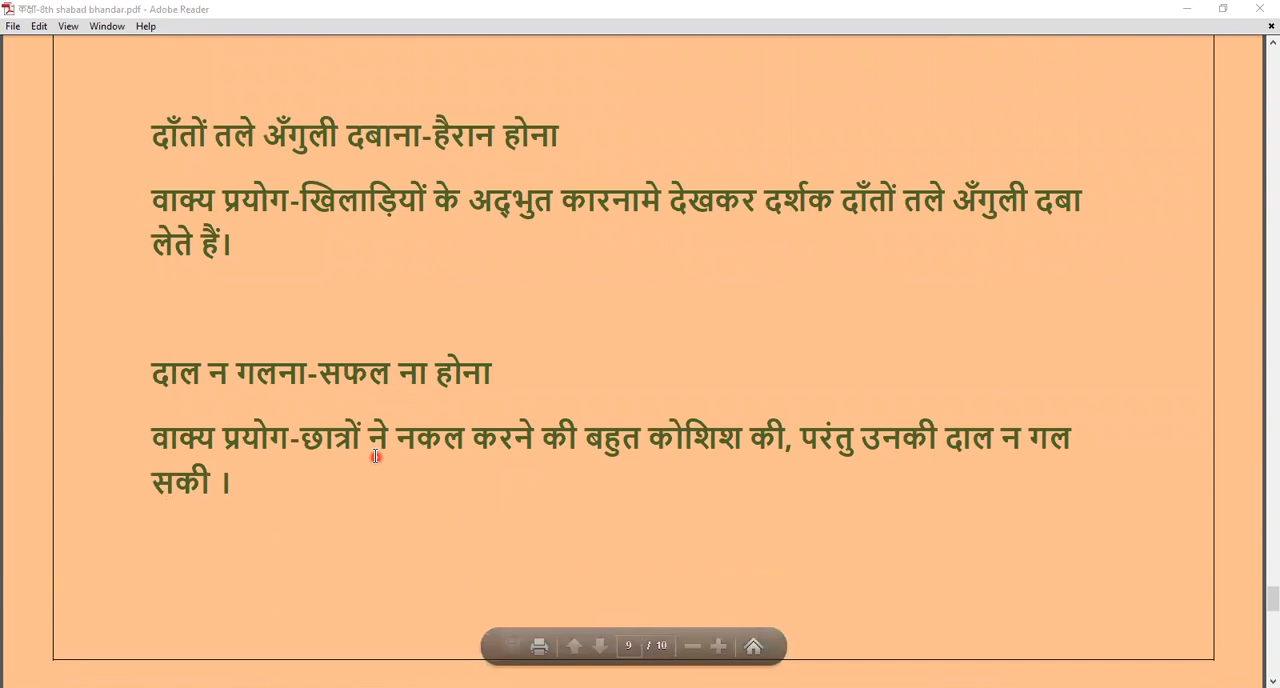 कक्षा-8th shabad bhandar.pdf - Adobe Reader
File Edit View Window Help
दाँतों तले अँगुली दबाना-हैरान होना
वाक्य प्रयोग-खिलाड़ियों के अद्भुत कारनामे देखकर दर्शक दाँतों तले अँगुली दबा
लेते हैं।
दाल न गलना-सफल ना होना
वाक्य प्रयोग-छात्रों ने नकल करने की बहुत कोशिश की, परंतु उनकी दाल न गल
सकी ।
9 / 10